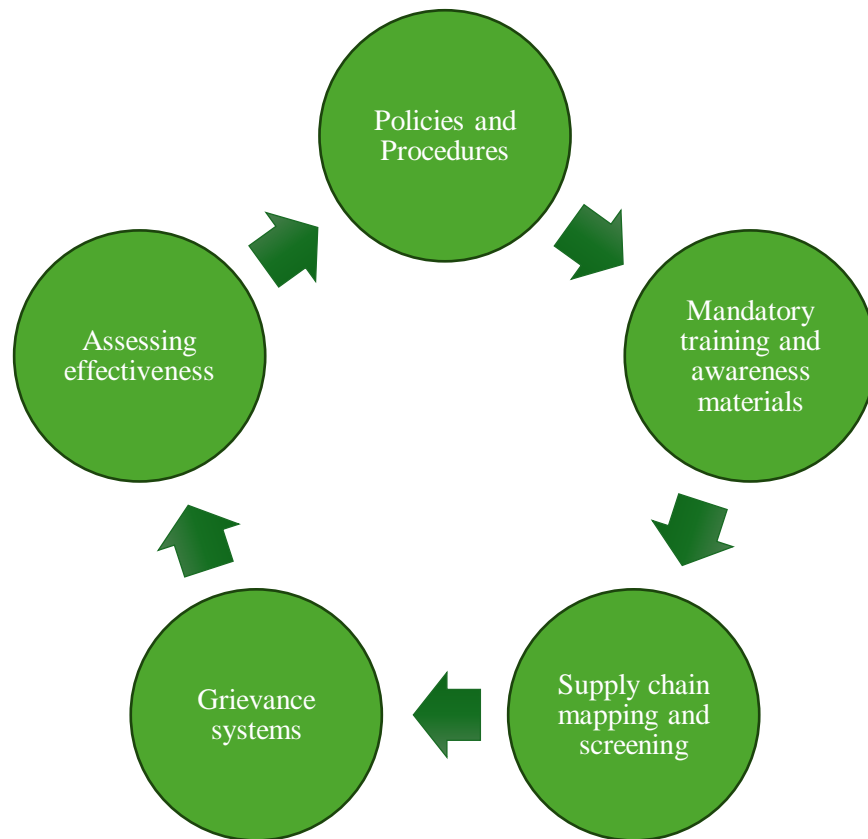 Policies and
Procedures
Mandatory
training and
awareness
materials
Supply chain
mapping and
screening
Grievance
systems
Assessing
effectiveness